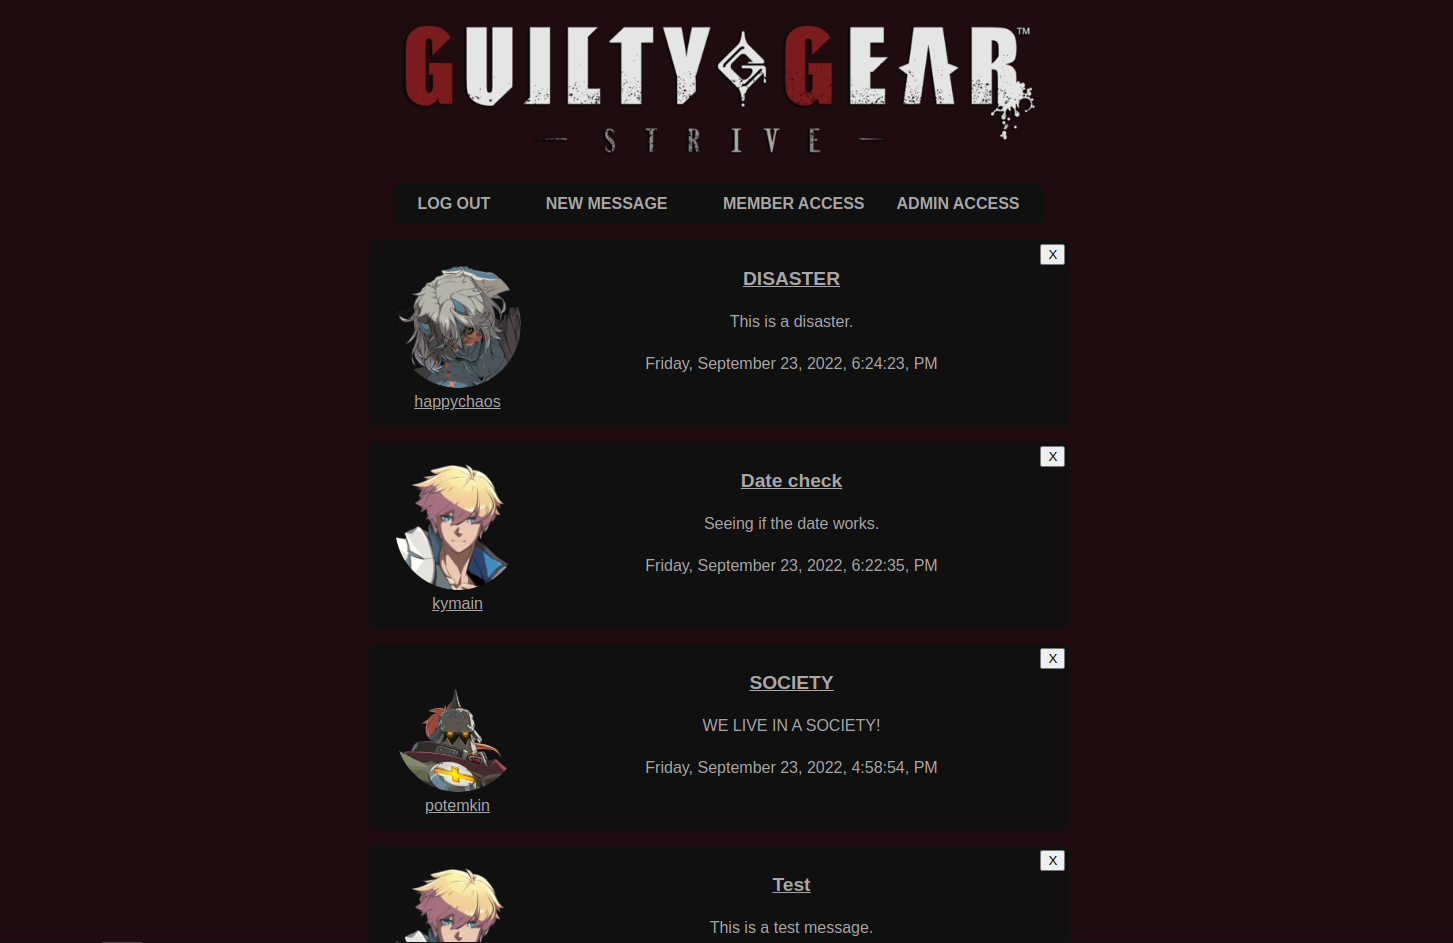 GUILTY GEAR™
STRIVE
LOG OUT NEW MESSAGE MEMBER ACCESS ADMIN ACCESS
X
DISASTER
This is a disaster.
Friday, September 23, 2022, 6:24:23, PM
happychaos
X
Date check
Seeing if the date works.
Friday, September 23, 2022, 6:22:35, PM
kymain
X
SOCIETY
WE LIVE IN A SOCIETY!
Friday, September 23, 2022, 4:58:54, PM
potemkin
X
Test
This is a test message.